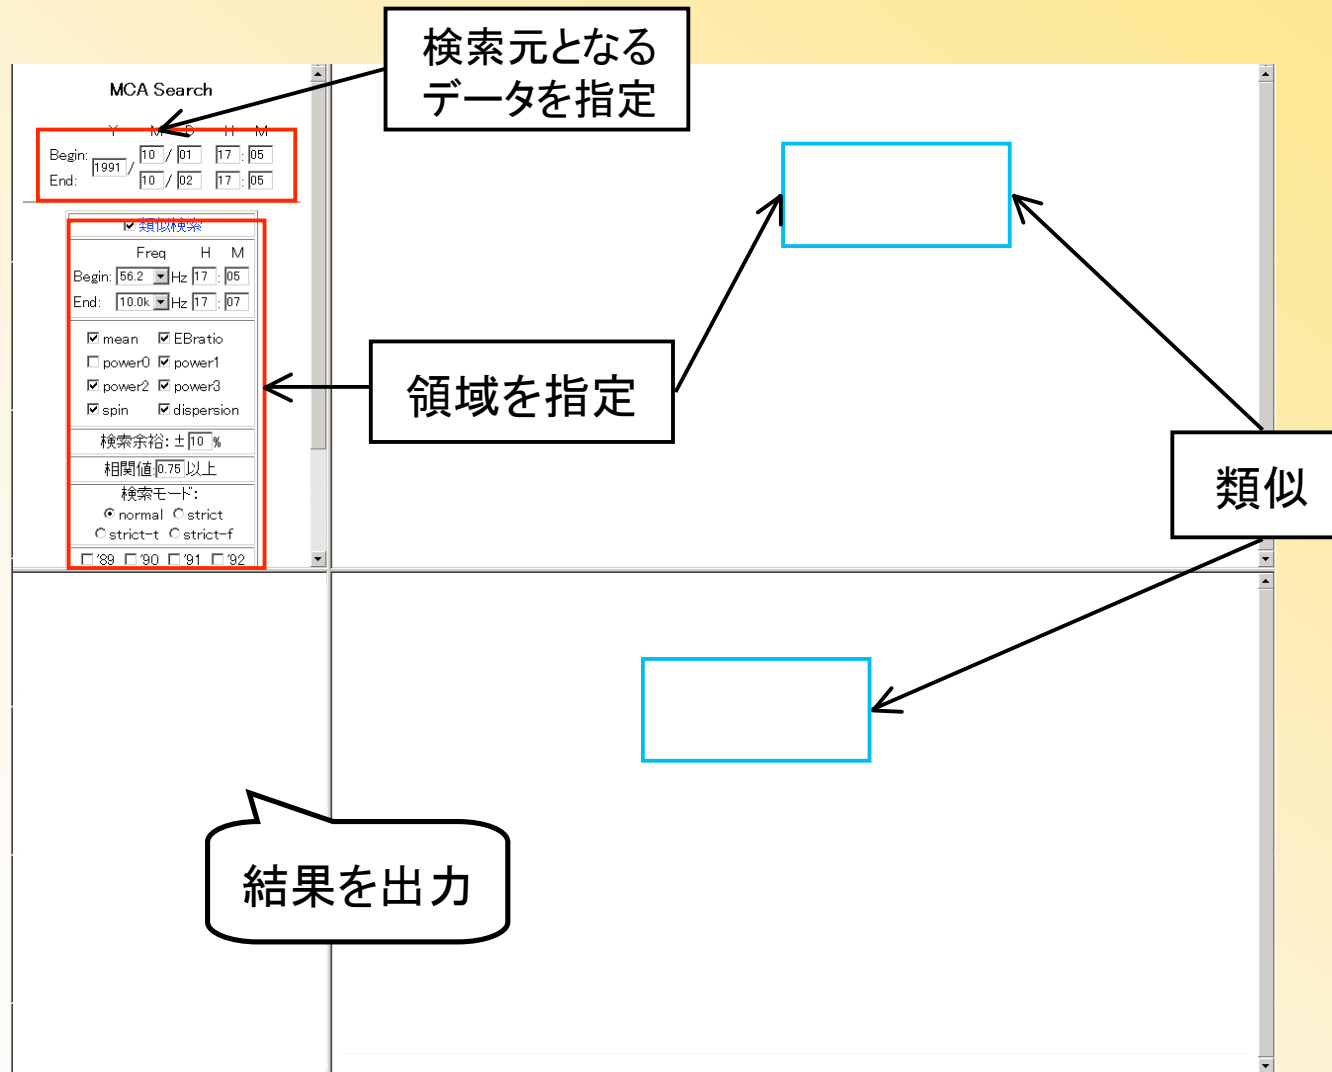 検索元となる
データを指定
MCA Search
Y M D H M
Begin: 1991 / 10 / 01 17 : 05
End: 10 / 02 17 : 05
類似検索
Freq H M
Begin: 56.2 Hz 17 : 05
End: 10.0k Hz 17 : 07
mean EBratio
power0 power1
power2 power3
spin dispersion
検索余裕: ± 10 %
相関値: 0.75 以上
検索モード:
normal strict
strict-t strict-f
'89 '90 '91 '92
領域を指定
類似
結果を出力